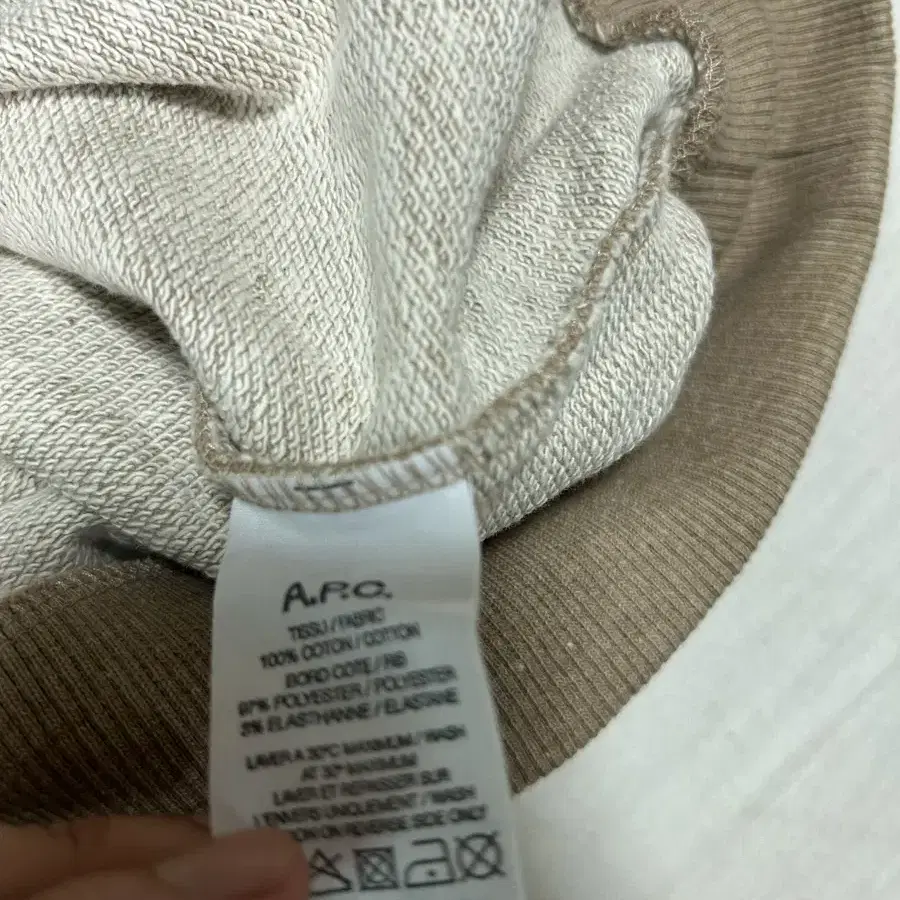 A.P.C.
TISSU / FABRIC
100% COTON / COTTON
BORD COTE / RIB
97% POLYESTER / POLYESTER
3% ELASTHANNE / ELASTANE
LAVER A 30°C MAXIMUM / WASH
AT 30° MAXIMUM
LAVER ET REPASSER SUR
L'ENVERS UNIQUEMENT / WASH
ON REVERSE SIDE ONLY